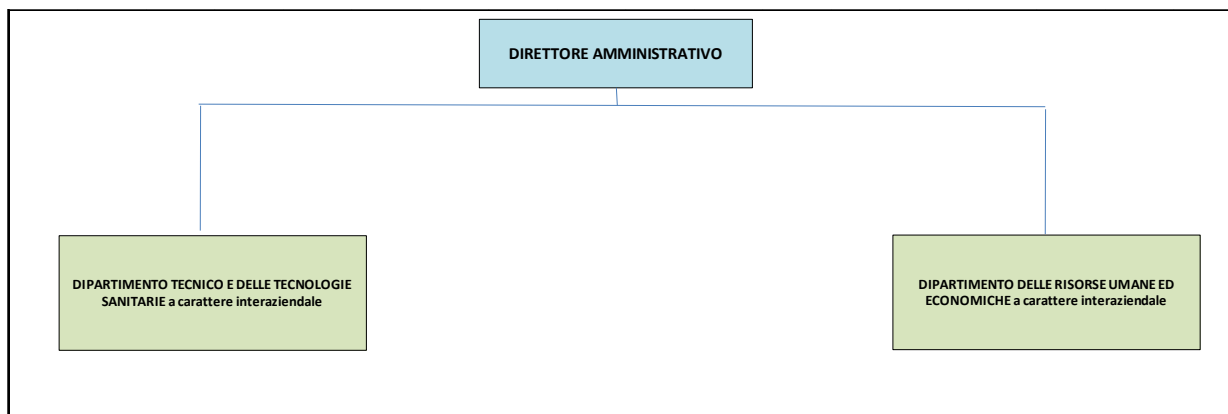 DIRETTORE AMMINISTRATIVO
DIPARTIMENTO TECNICO E DELLE TECNOLOGIE
SANITARIE a carattere interaziendale
DIPARTIMENTO DELLE RISORSE UMANE ED
ECONOMICHE a carattere interaziendale